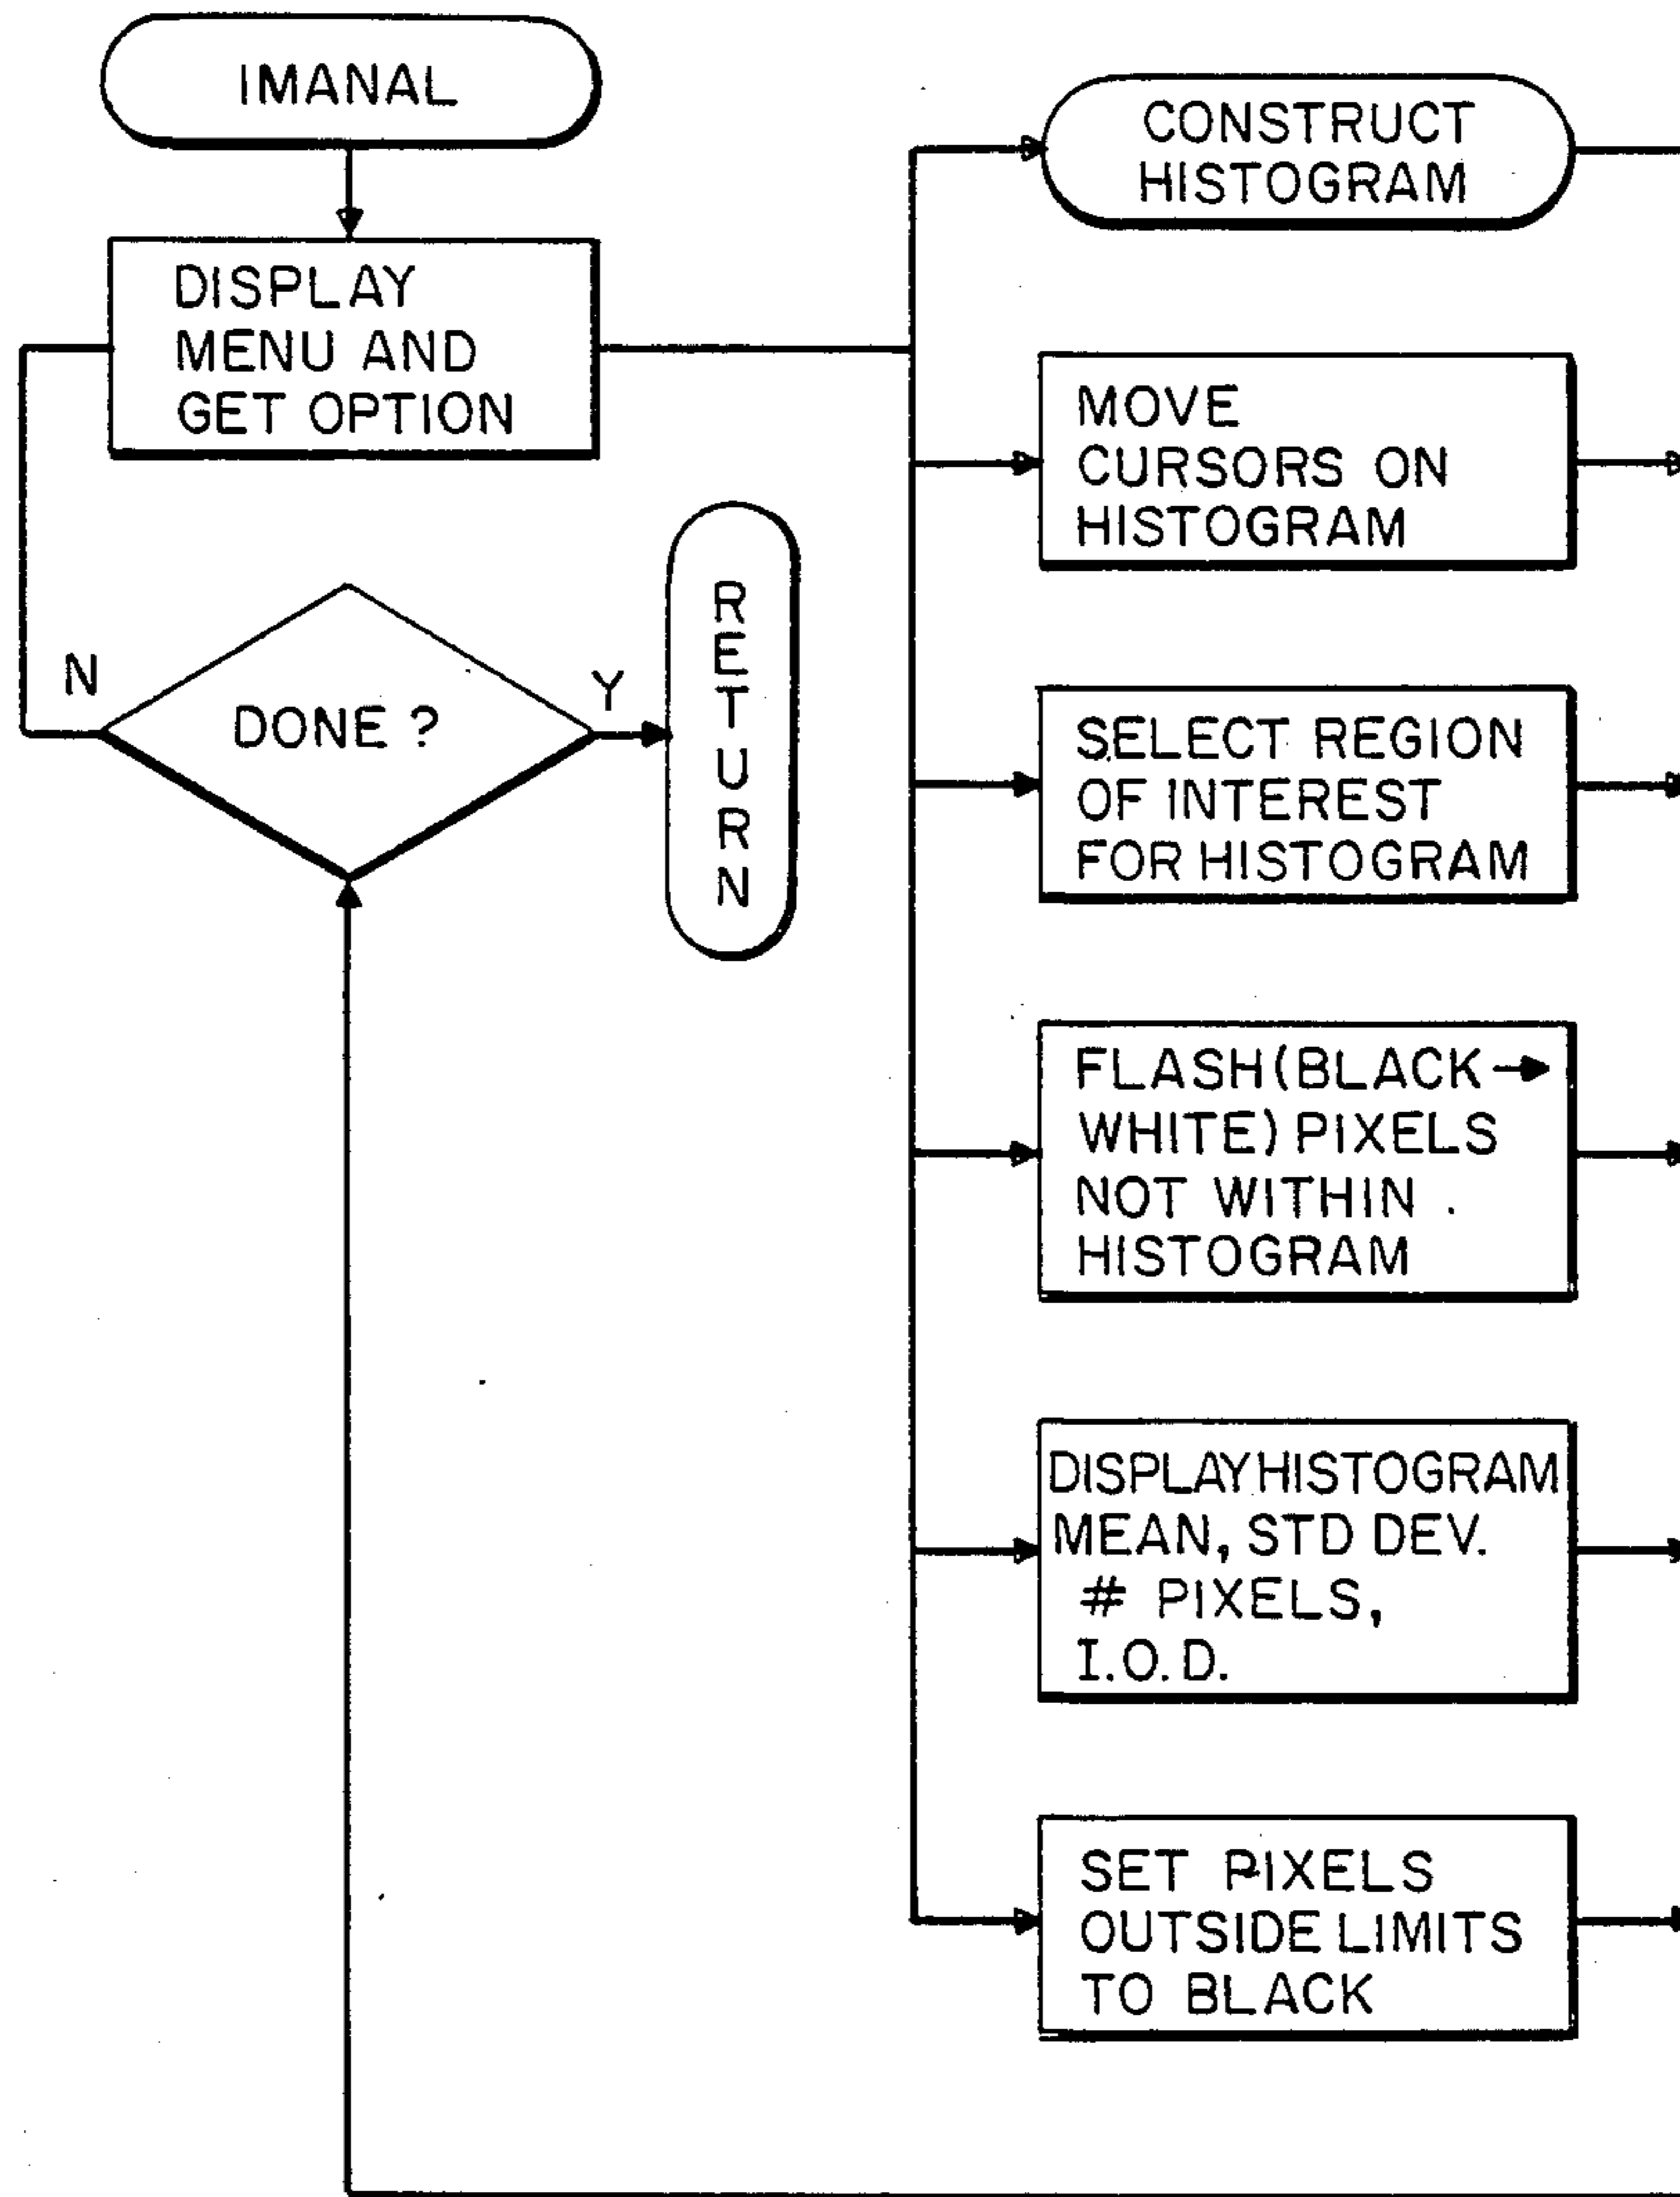 IMANAL
DISPLAY
MENU AND
GET OPTION
N
DONE ?
Y
RETURN
CONSTRUCT
HISTOGRAM
MOVE
CURSORS ON
HISTOGRAM
SELECT REGION
OF INTEREST
FOR HISTOGRAM
FLASH (BLACK→
WHITE) PIXELS
NOT WITHIN
HISTOGRAM
DISPLAY HISTOGRAM
MEAN, STD DEV.
# PIXELS,
I.O.D.
SET PIXELS
OUTSIDE LIMITS
TO BLACK